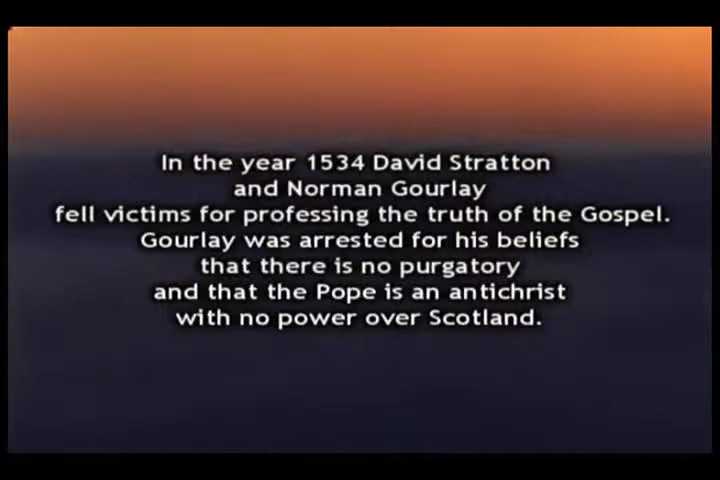 In the year 1534 David Stratton
and Norman Gourlay
fell victims for professing the truth of the Gospel.
Gourlay was arrested for his beliefs
that there is no purgatory
and that the Pope is an antichrist
with no power over Scotland.